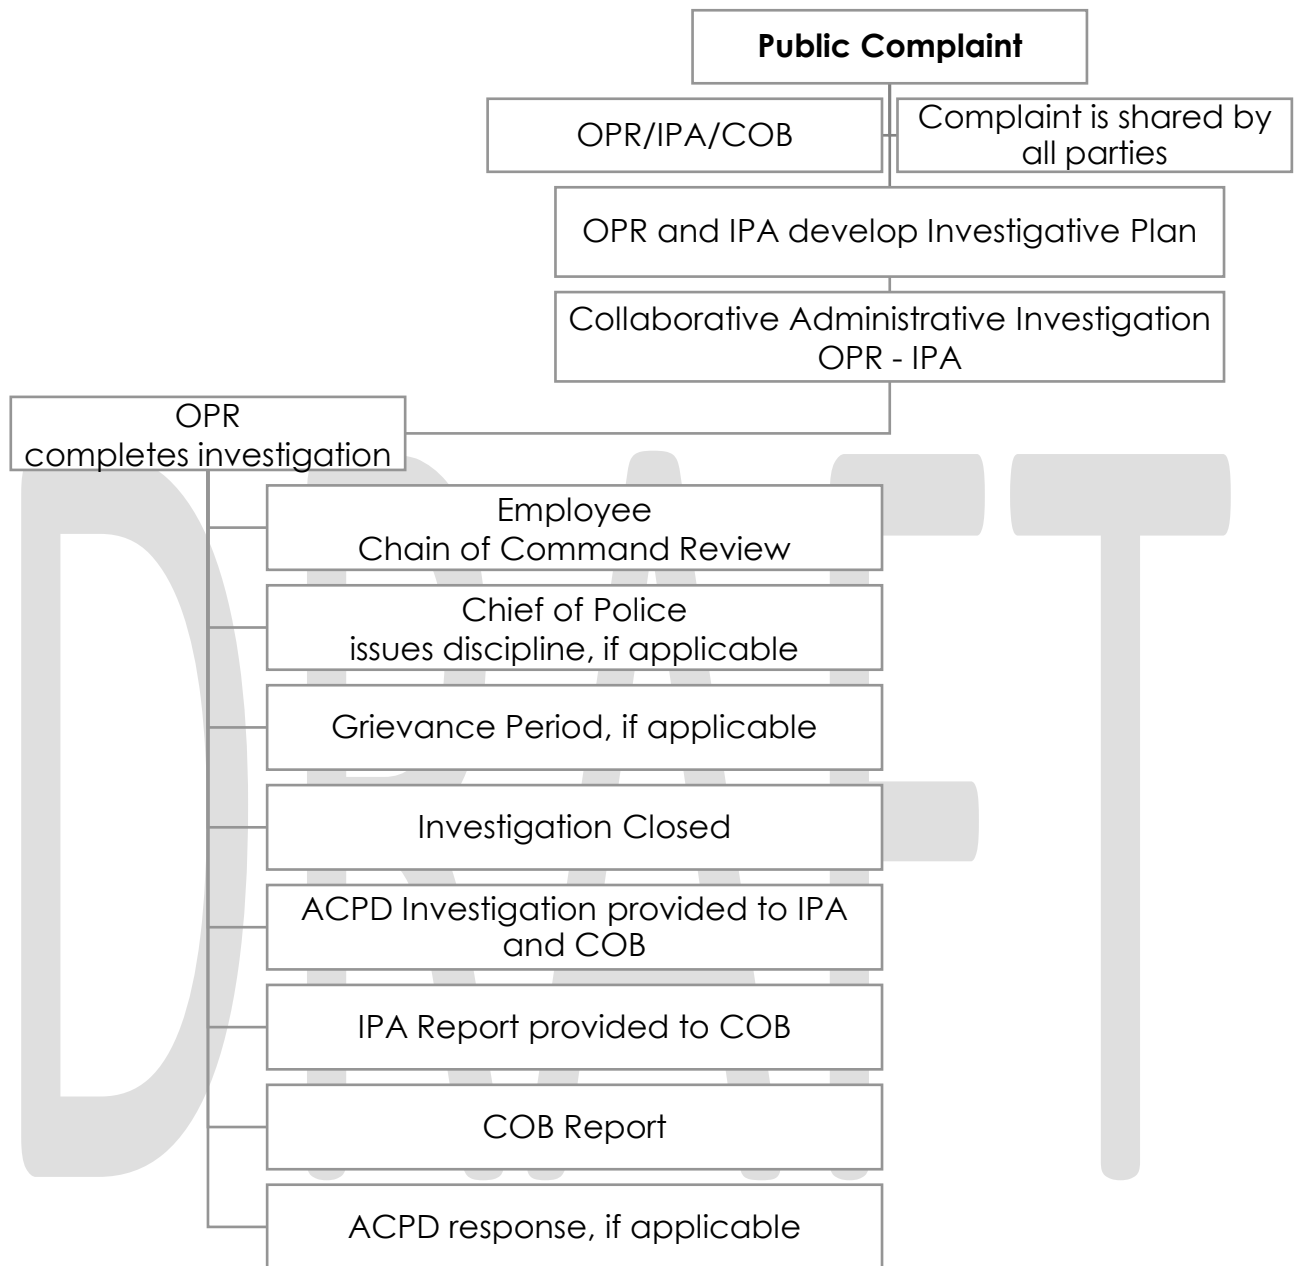 Public Complaint
OPR/IPA/COB
Complaint is shared by
all parties
OPR and IPA develop Investigative Plan
Collaborative Administrative Investigation
OPR - IPA
OPR
completes investigation
Employee
Chain of Command Review
Chief of Police
issues discipline, if applicable
Grievance Period, if applicable
Investigation Closed
ACPD Investigation provided to IPA
and COB
IPA Report provided to COB
COB Report
ACPD response, if applicable
DRAFT